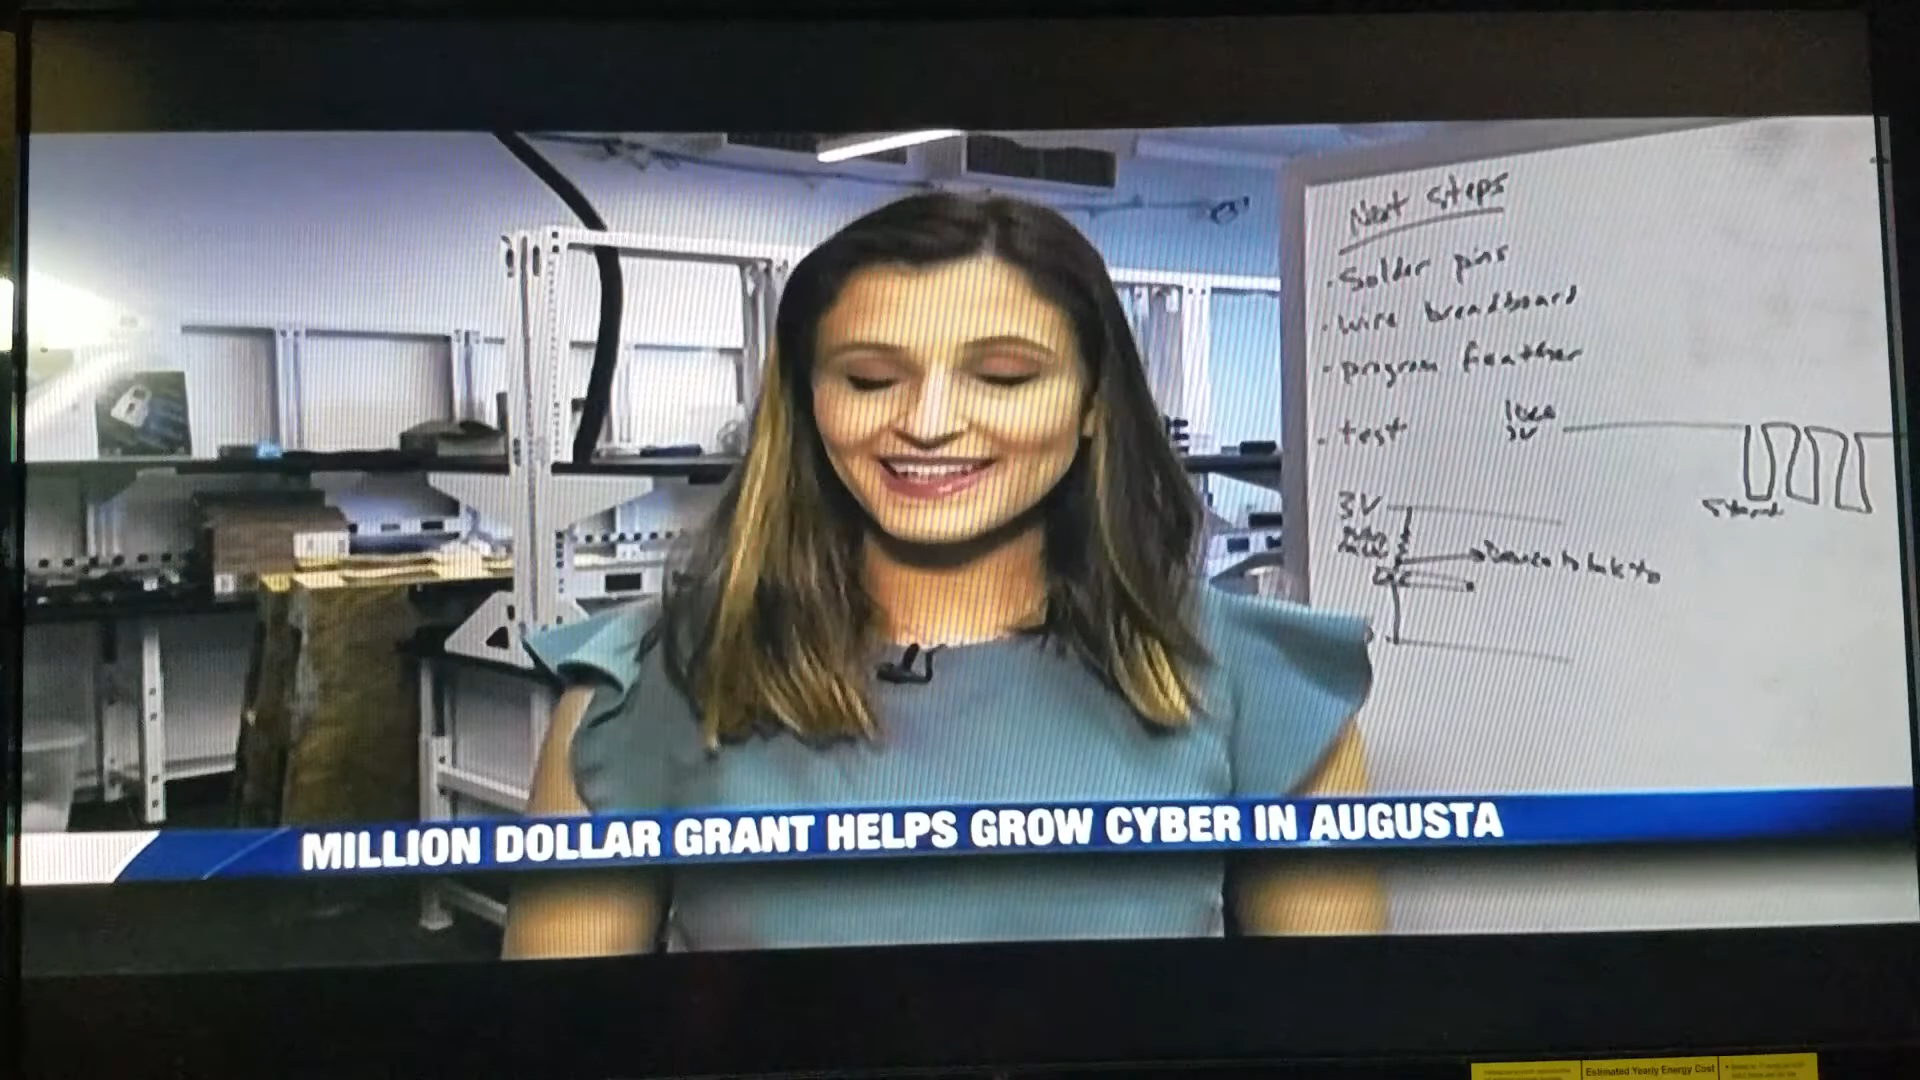 Next steps
· Solder pins
· wire breadboard
· program feather
· test
3V
3V
MILLION DOLLAR GRANT HELPS GROW CYBER IN AUGUSTA
Estimated Yearly Energy Cost